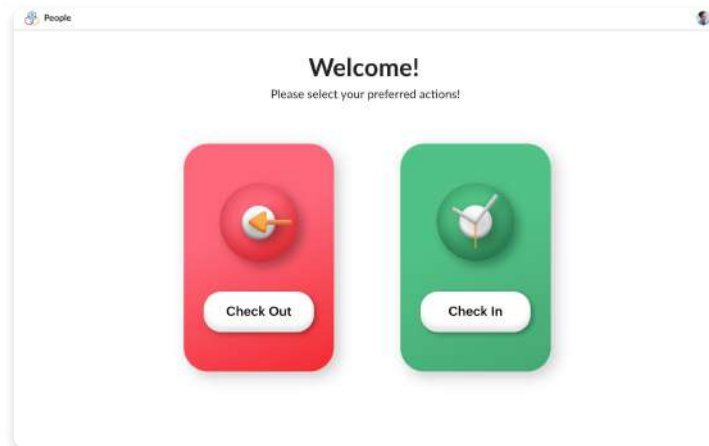 People
Welcome!
Please select your preferred actions!
Check Out
Check In